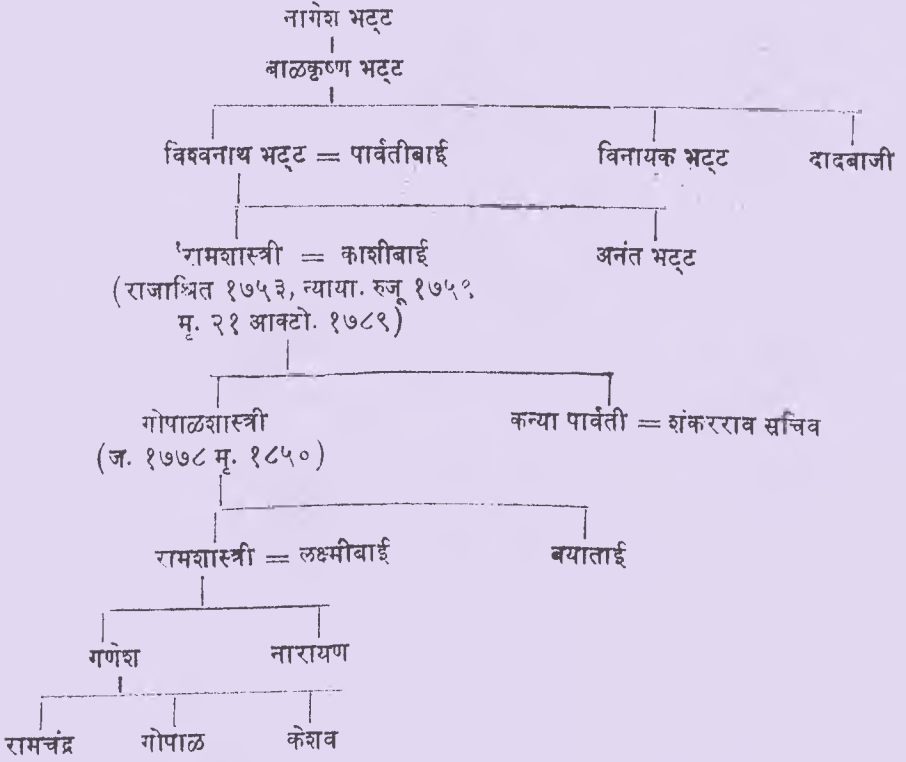 नागेश भट्ट
बाळकृष्ण भट्ट
विश्वनाथ भट्ट = पार्वतीबाई विनायक भट्ट दादबाजी
'रामशास्त्री = काशीबाई अनंत भट्ट
(राजाश्रित १७५३, न्याया. रुजू १७५९
मृ. २१ आक्टो. १७८९)
गोपाळशास्त्री कन्या पार्वती = शंकरराव सचिव
(ज. १७७८ मृ. १८५०)
रामशास्त्री = लक्ष्मीबाई बयाताई
गणेश नारायण
रामचंद्र गोपाळ केशव